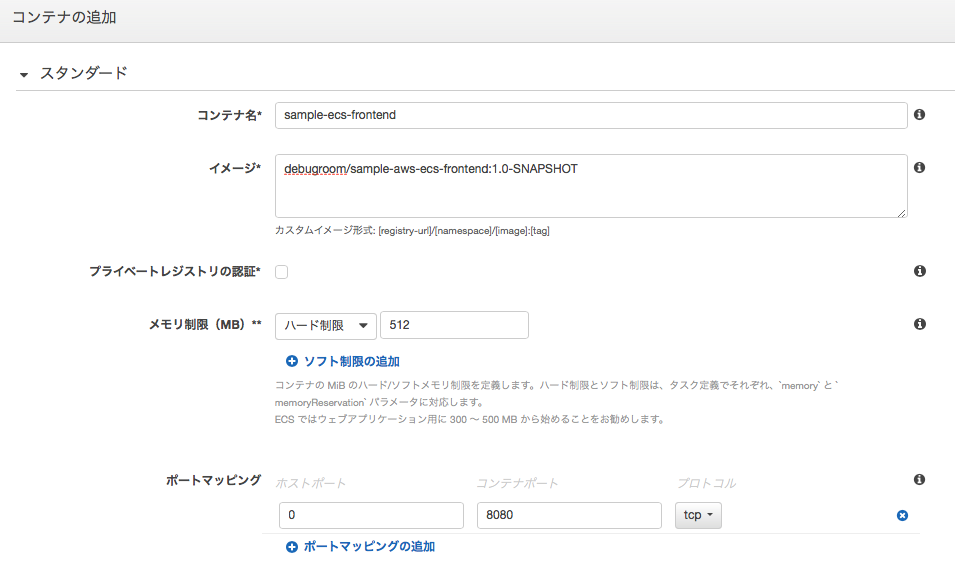 コンテナの追加
スタンダード
コンテナ名* sample-ecs-frontend
イメージ* debugroom/sample-aws-ecs-frontend:1.0-SNAPSHOT
カスタムイメージ形式: [registry-url]/[namespace]/[image]:[tag]
プライベートレジストリの認証*
メモリ制限（MB）** ハード制限 512
ソフト制限の追加
コンテナの MiB のハード/ソフトメモリ制限を定義します。ハード制限とソフト制限は、タスク定義でそれぞれ、`memory` と `
memoryReservation` パラメータに対応します。
ECS ではウェブアプリケーション用に 300 ～ 500 MB から始めることをお勧めします。
ポートマッピング ホストポート コンテナポート プロトコル
0 8080 tcp
ポートマッピングの追加